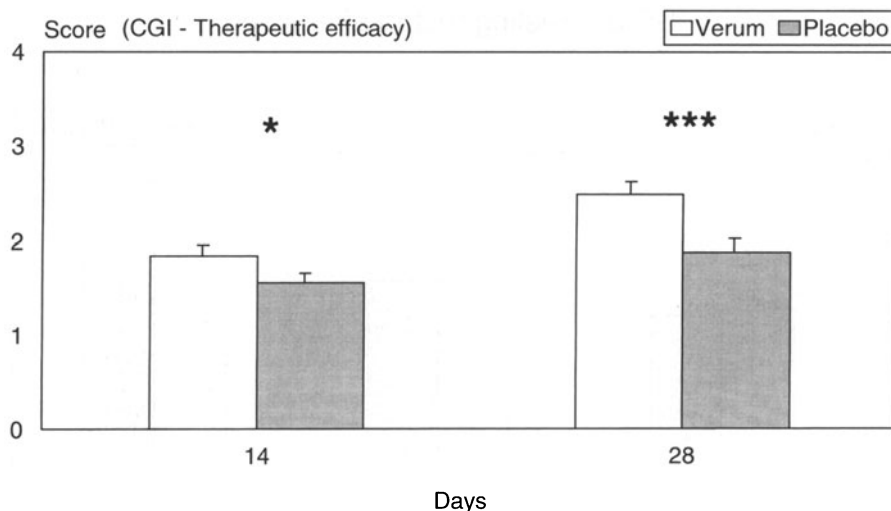 Score (CGI - Therapeutic efficacy)
Verum Placebo
4
3
2
1
0
*
***
14 28
Days